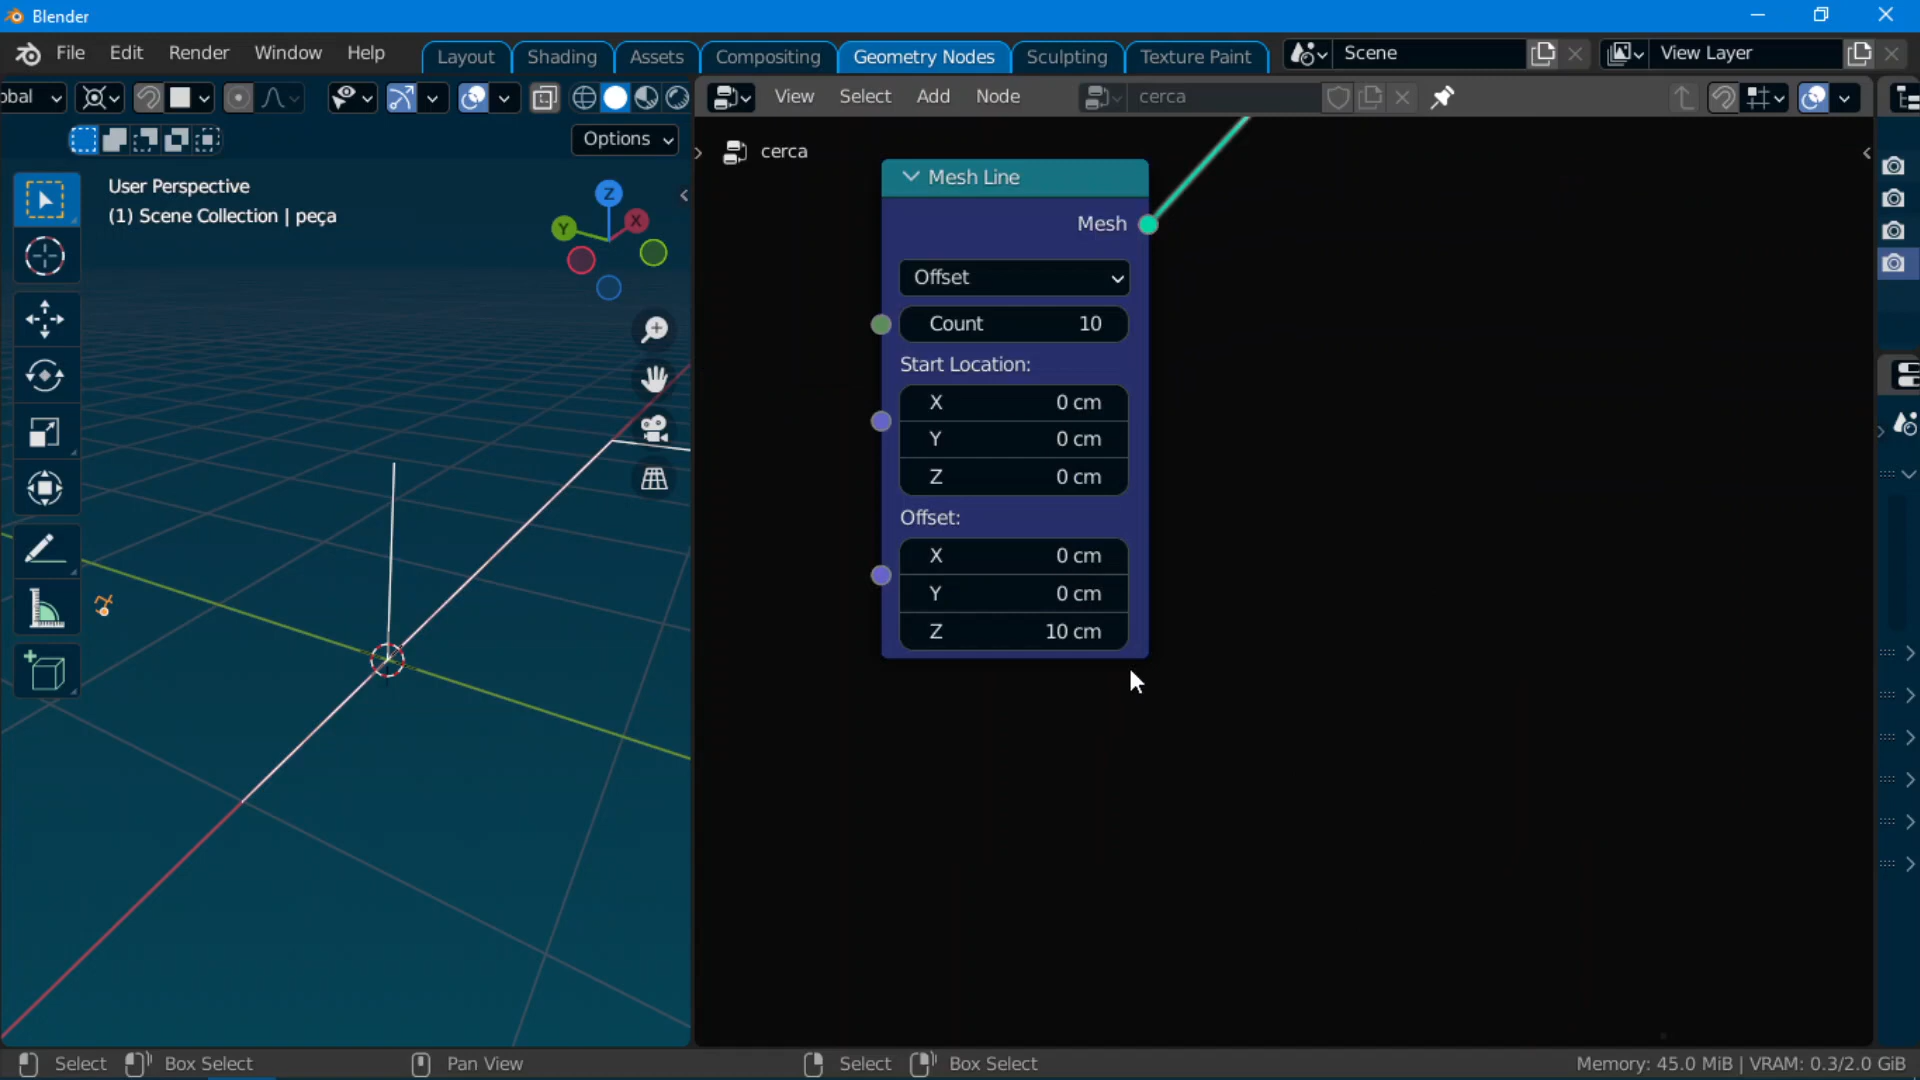 Blender
File Edit Render Window Help Layout Shading Assets Compositing Geometry Nodes Sculpting Texture Paint Scene View Layer
obal View Select Add Node cerca
Options
User Perspective
(1) Scene Collection | peça
Z
Y
X
cerca
Mesh Line
Mesh
Offset
Count 10
Start Location:
X 0 cm
Y 0 cm
Z 0 cm
Offset:
X 0 cm
Y 0 cm
Z 10 cm
Select Box Select Pan View Select Box Select Memory: 45.0 MiB | VRAM: 0.3/2.0 GiB